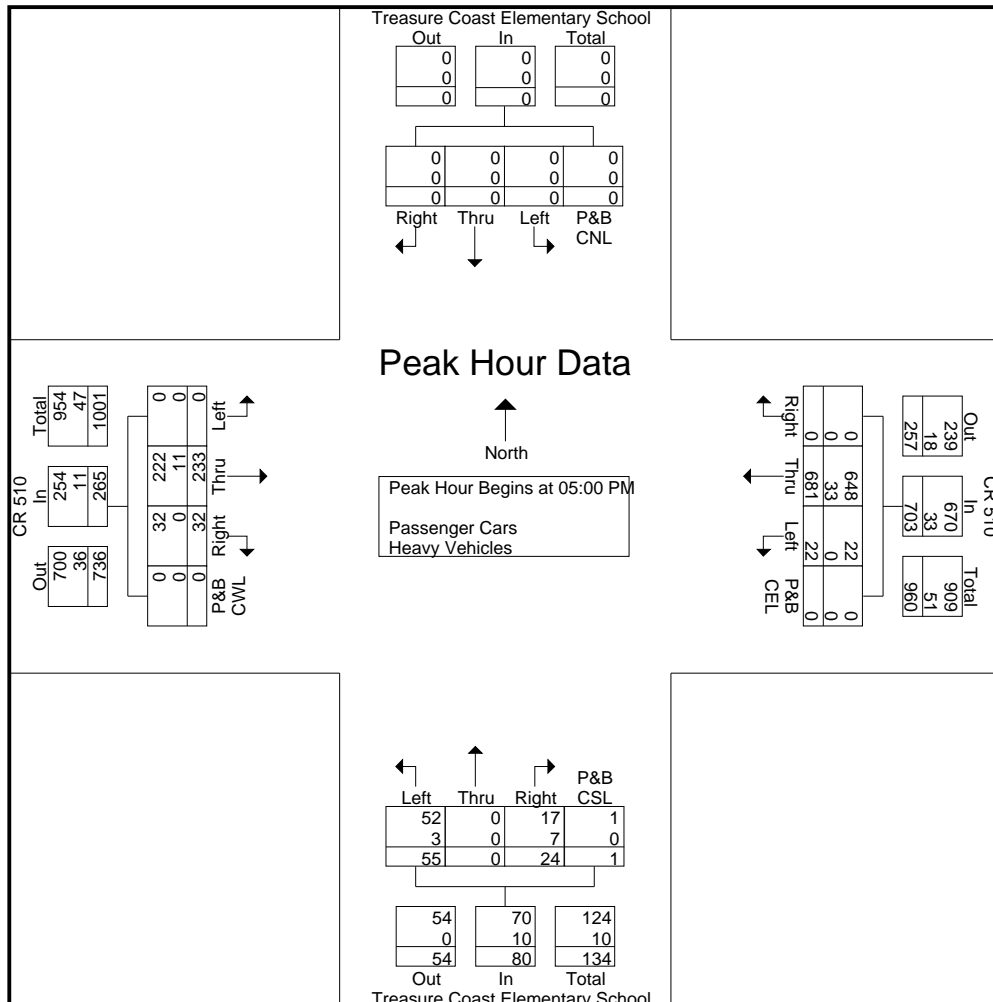 Treasure Coast Elementary School
Out In Total
0 0 0
0 0 0
0 0 0
0 0 0 0
0 0 0 0
0 0 0 0
Right Thru Left P&B
CNL
Peak Hour Data
North
Peak Hour Begins at 05:00 PM
Passenger Cars
Heavy Vehicles
CR 510
Total In Out
954 254 700
47 11 36
1001 265 736
0 222 32 0
0 11 0 0
0 233 32 0
Left Thru Right P&B
CWL
CR 510
Out In Total
239 670 909
18 33 51
257 703 960
0 648 22 0
0 33 0 0
0 681 22 0
Right Thru Left P&B
CEL
Left Thru Right P&B
CSL
52 0 17 1
3 0 7 0
55 0 24 1
54 70 124
0 10 10
54 80 134
Out In Total
Treasure Coast Elementary School